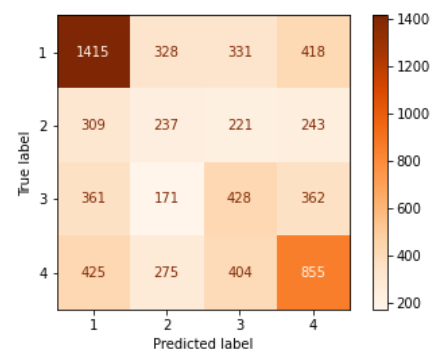 1400
1 1415 328 331 418
1200
1000
2 309 237 221 243
800
True label
3 361 171 428 362
600
400
4 425 275 404 855
200
1 2 3 4
Predicted label